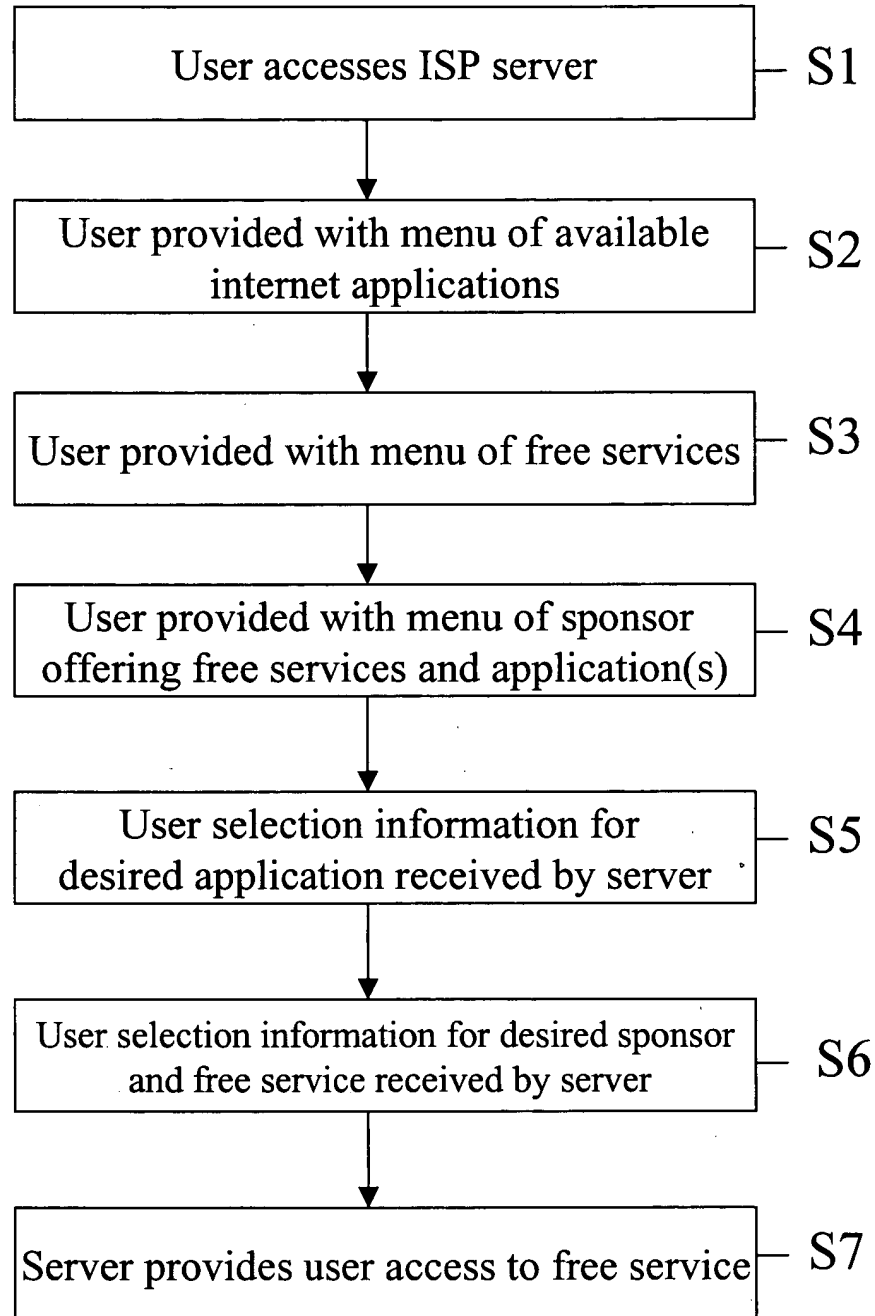 User accesses ISP server
S1
User provided with menu of available
internet applications
S2
User provided with menu of free services
S3
User provided with menu of sponsor
offering free services and application(s)
S4
User selection information for
desired application received by server
S5
User selection information for desired sponsor
and free service received by server
S6
Server provides user access to free service
S7